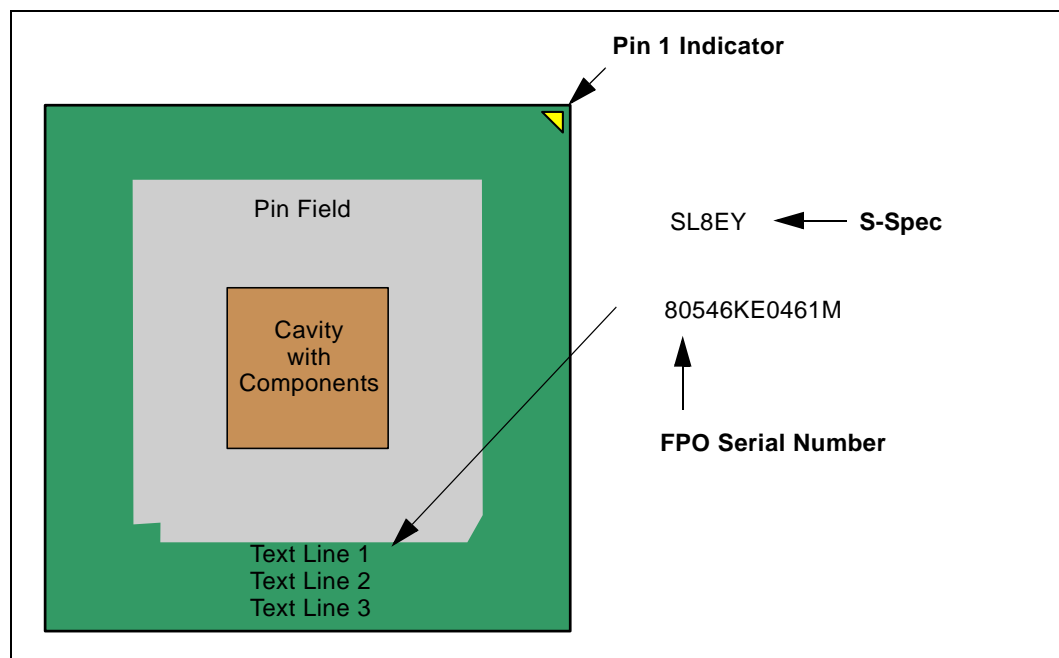 Pin 1 Indicator
Pin Field
SL8EY
S-Spec
Cavity
with
Components
80546KE0461M
FPO Serial Number
Text Line 1
Text Line 2
Text Line 3